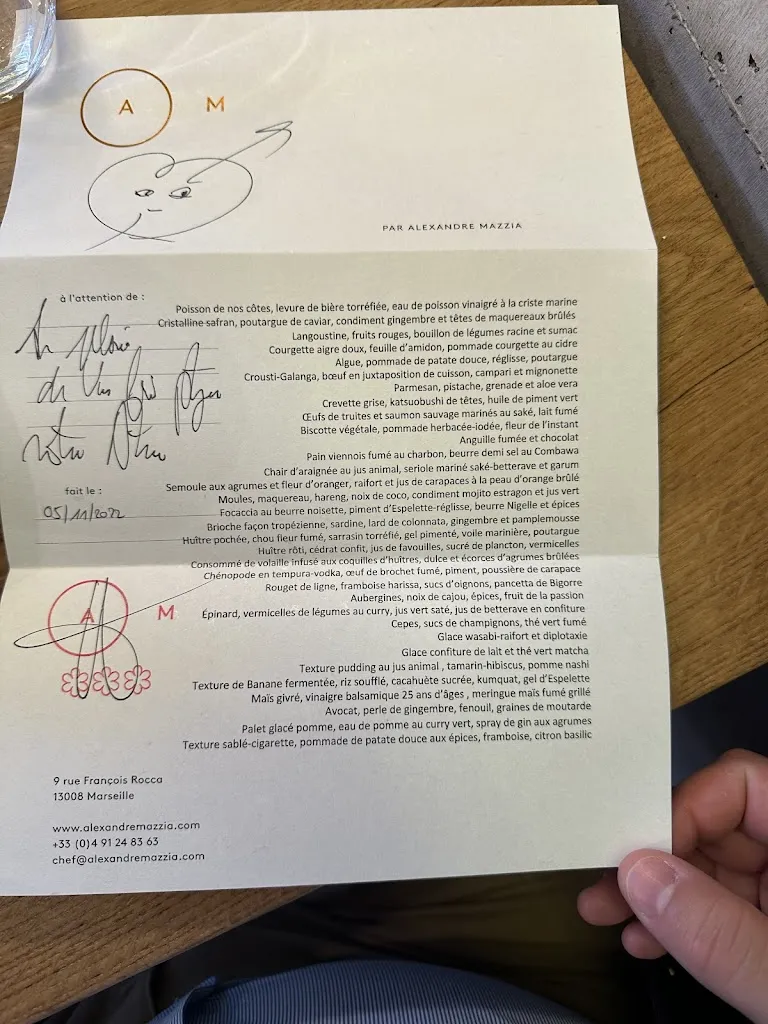 A M
PAR ALEXANDRE MAZZIA
à l'attention de :
Poisson de nos côtes, levure de bière torréfiée, eau de poisson vinaigré à la criste marine
Cristalline safran, poutargue de caviar, condiment gingembre et têtes de maquereaux brûlés
Langoustine, fruits rouges, bouillon de légumes racine et sumac
Courgette aigre doux, feuille d'amidon, pommade courgette au cidre
Algue, pommade de patate douce, réglisse, poutargue
Crousti-Galanga, bœuf en juxtaposition de cuisson, campari et mignonette
Parmesan, pistache, grenade et aloe vera
Crevette grise, katsuobushi de têtes, huile de piment vert
Œufs de truites et saumon sauvage marinés au saké, lait fumé
Biscotte végétale, pommade herbacée-iodée, fleur de l'instant
Anguille fumée et chocolat
Pain viennois fumé au charbon, beurre demi sel au Combawa
Chair d'araignée au jus animal, seriole mariné saké-betterave et garum
Semoule aux agrumes et fleur d'oranger, raifort et jus de carapaces à la peau d'orange brûlé
Moules, maquereau, hareng, noix de coco, condiment mojito estragon et jus vert
Focaccia au beurre noisette, piment d'Espelette-réglisse, beurre Nigelle et épices
Brioche façon tropézienne, sardine, lard de colonnata, gingembre et pamplemousse
Huître pochée, chou fleur fumé, sarrasin torréfié, gel pimenté, voile marinière, poutargue
Huître rôti, cédrat confit, jus de favouilles, sucré de plancton, vermicelles
Consommé de volaille infusé aux coquilles d'huîtres, dulce et écorces d'agrumes brûlées
Chénopode en tempura-vodka, œuf de brochet fumé, piment, poussière de carapace
Rouget de ligne, framboise harissa, sucs d'oignons, pancetta de Bigorre
Aubergines, noix de cajou, épices, fruit de la passion
Épinard, vermicelles de légumes au curry, jus vert saté, jus de betterave en confiture
Cepes, sucs de champignons, thé vert fumé
Glace wasabi-raifort et diplotaxie
Glace confiture de lait et thé vert matcha
Texture pudding au jus animal , tamarin-hibiscus, pomme nashi
Texture de Banane fermentée, riz soufflé, cacahuète sucrée, kumquat, gel d'Espelette
Maïs givré, vinaigre balsamique 25 ans d'âges , meringue maïs fumé grillé
Avocat, perle de gingembre, fenouil, graines de moutarde
Palet glacé pomme, eau de pomme au curry vert, spray de gin aux agrumes
Texture sablé-cigarette, pommade de patate douce aux épices, framboise, citron basilic
fait le :
05/11/2022
A M
9 rue François Rocca
13008 Marseille
www.alexandremazzia.com
+33 (0)4 91 24 83 63
chef@alexandremazzia.com